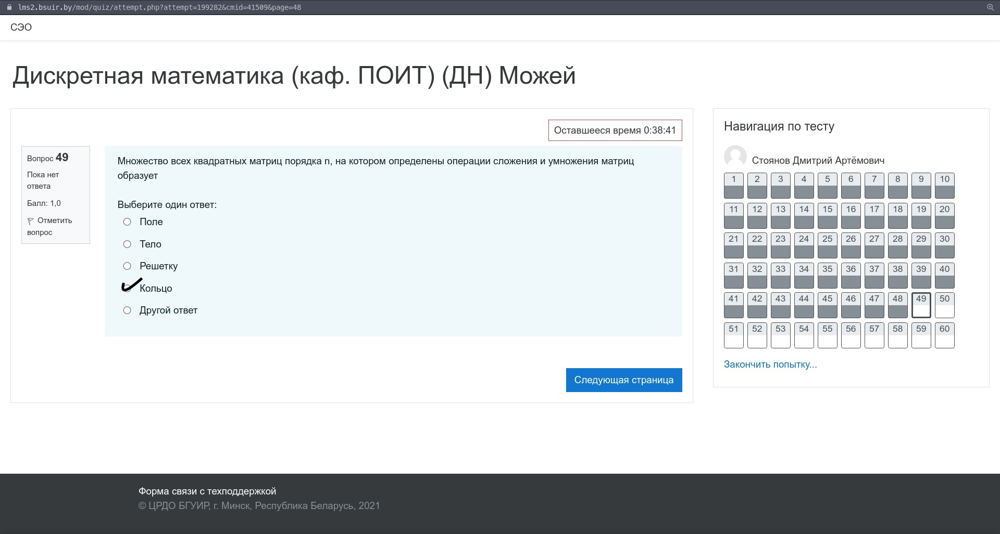 lms2.bsuir.by/mod/quiz/attempt.php?attempt=199282&cmid=41509&page=48
СЭО
Дискретная математика (каф. ПОИТ) (ДН) Можей
Оставшееся время 0:38:41
Вопрос 49
Пока нет
ответа
Балл: 1,0
Отметить
вопрос
Множество всех квадратных матриц порядка n, на котором определены операции сложения и умножения матриц
образует
Выберите один ответ:
Поле
Тело
Решетку
Кольцо
Другой ответ
Следующая страница
Навигация по тесту
Стоянов Дмитрий Артёмович
1 2 3 4 5 6 7 8 9 10
11 12 13 14 15 16 17 18 19 20
21 22 23 24 25 26 27 28 29 30
31 32 33 34 35 36 37 38 39 40
41 42 43 44 45 46 47 48 49 50
51 52 53 54 55 56 57 58 59 60
Закончить попытку...
Форма связи с техподдержкой
© ЦРДО БГУИР, г. Минск, Республика Беларусь, 2021